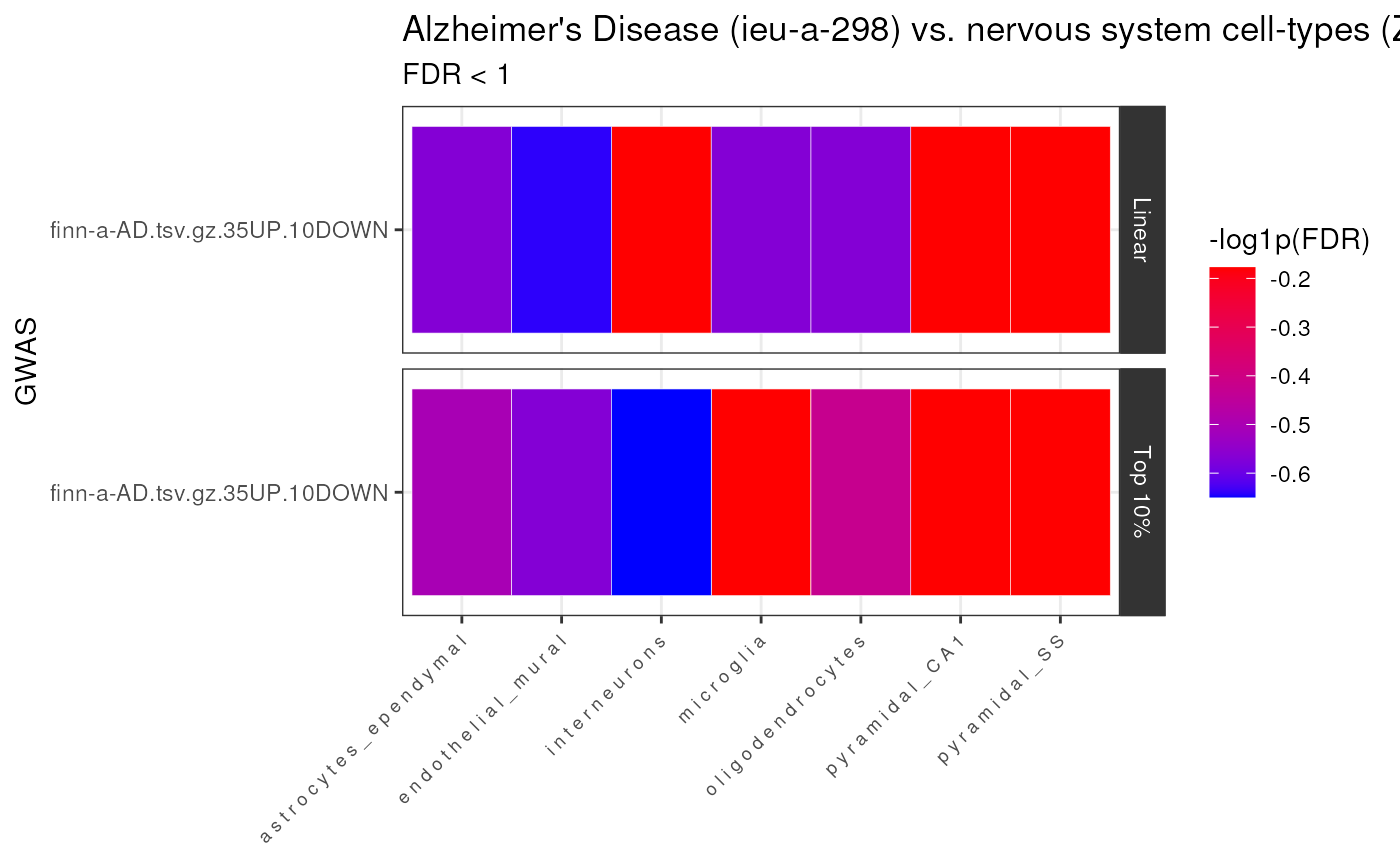 Alzheimer's Disease (ieu-a-298) vs. nervous system cell-types (Z
FDR < 1
GWAS
finn-a-AD.tsv.gz.35UP.10DOWN
Linear
finn-a-AD.tsv.gz.35UP.10DOWN
Top 10%
astrocytes_ependymal
endothelial_mural
interneurons
microglia
oligodendrocytes
pyramidal_CA1
pyramidal_SS
-log1p(FDR)
-0.2
-0.3
-0.4
-0.5
-0.6